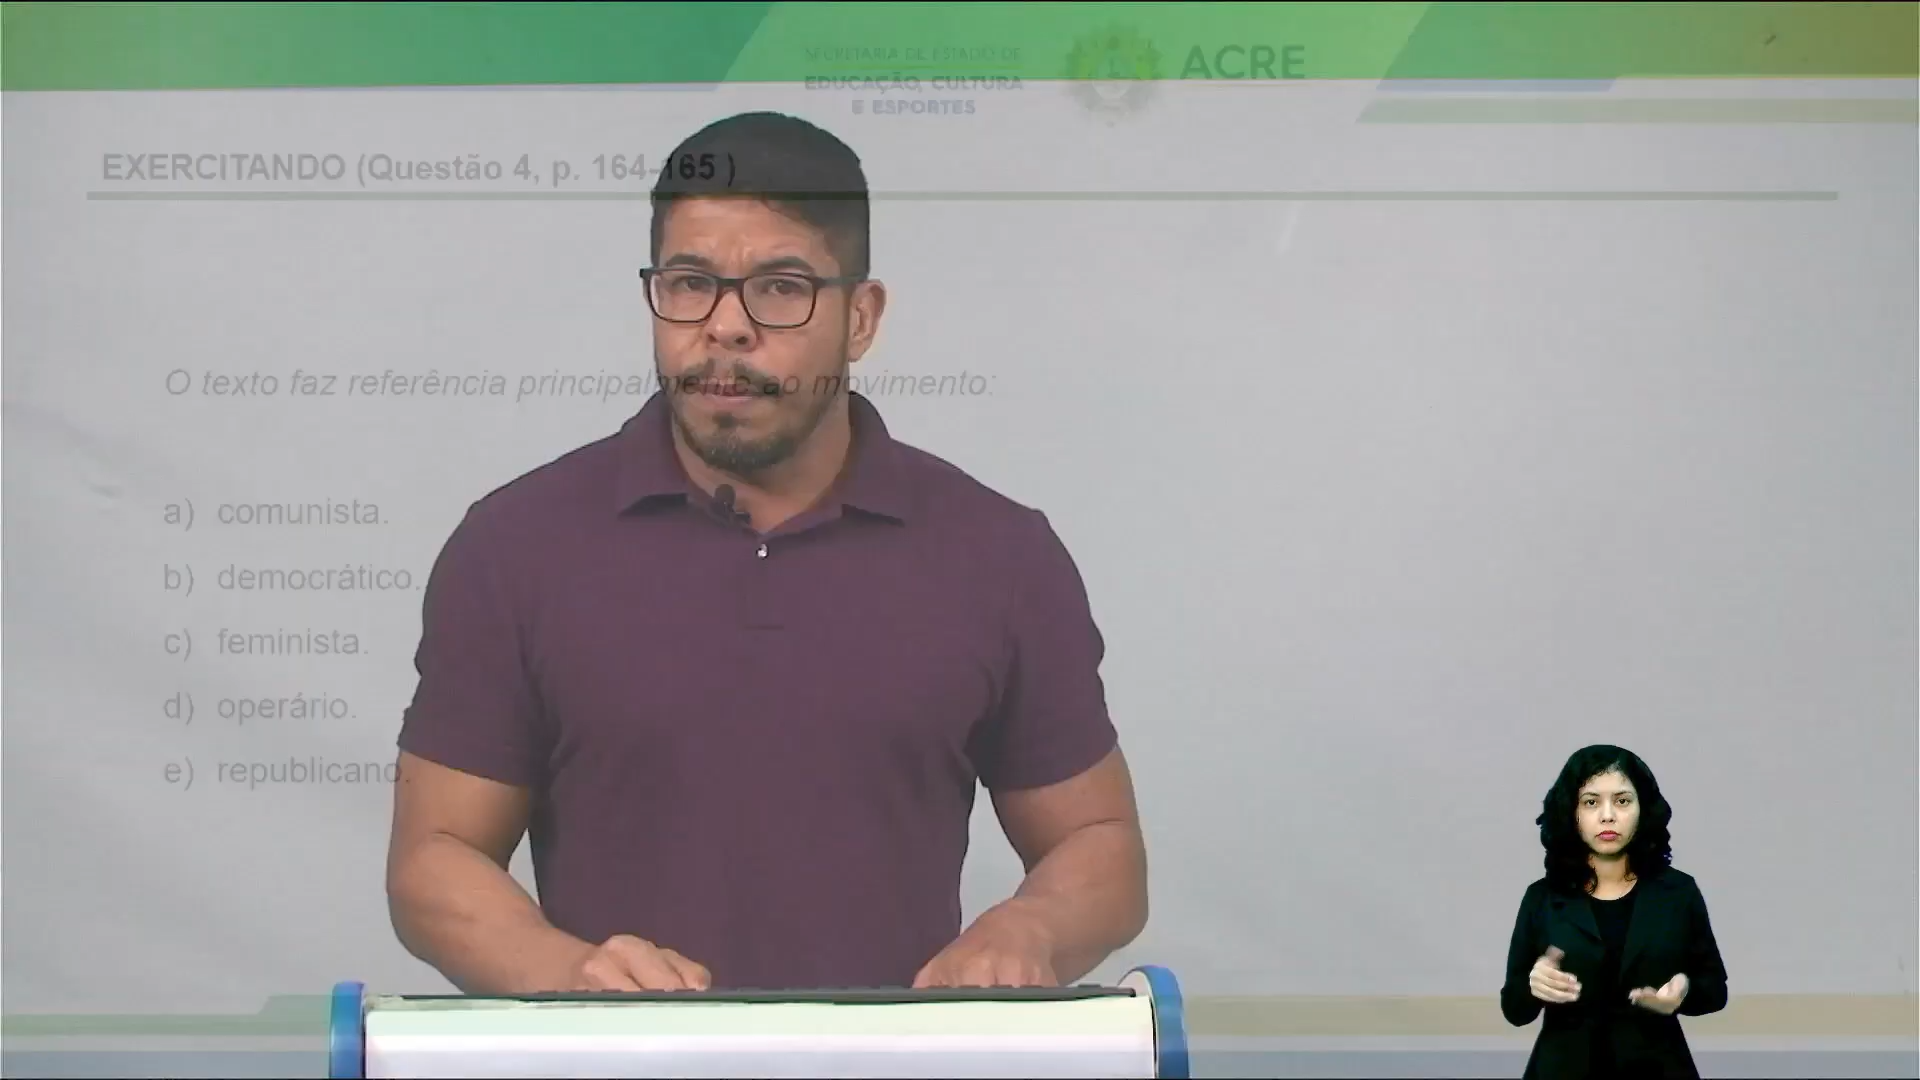 SECRETARIA DE ESTADO DE
EDUCAÇÃO, CULTURA
E ESPORTES
ACRE
EXERCITANDO (Questão 4, p. 164-165 )
O texto faz referência principalmente ao movimento:
a) comunista.
b) democrático.
c) feminista.
d) operário.
e) republicano.